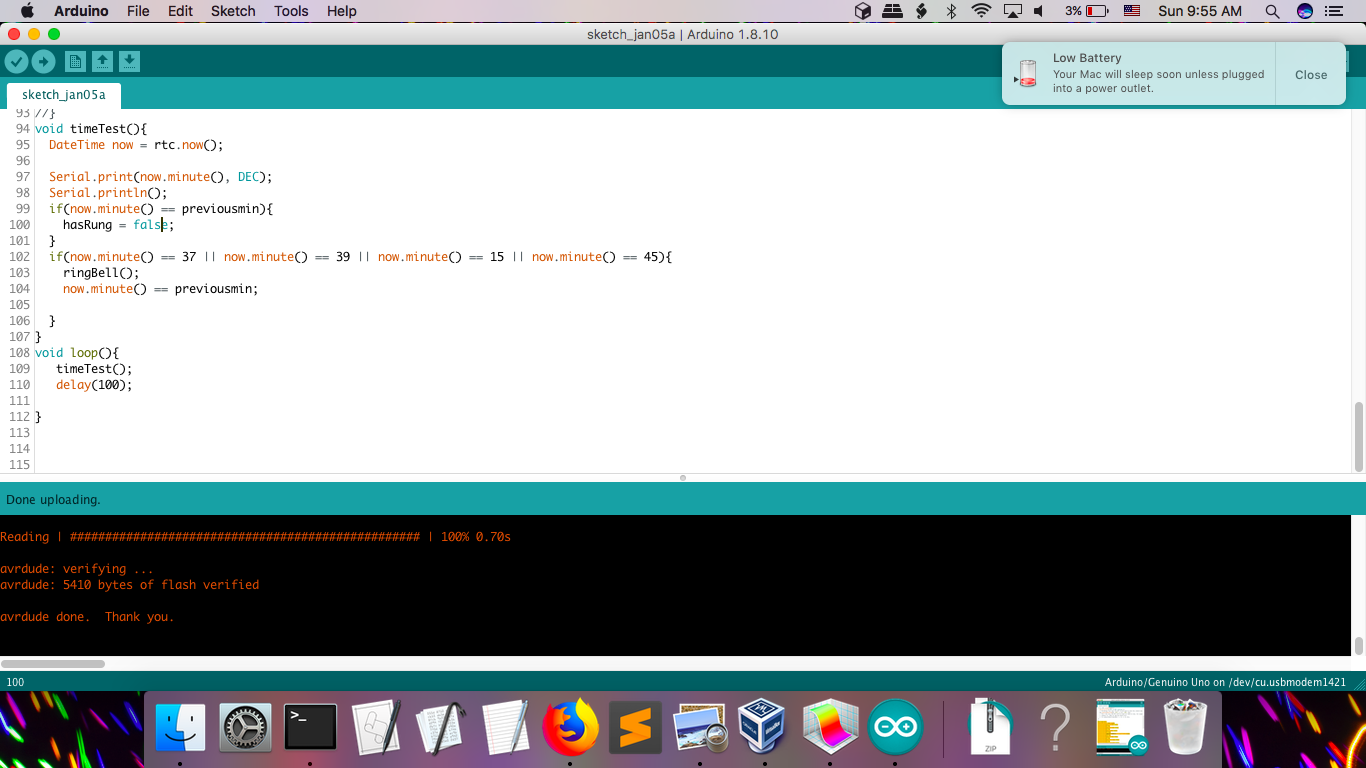 Arduino File Edit Sketch Tools Help 3% Sun 9:55 AM
sketch_jan05a | Arduino 1.8.10
Low Battery
Your Mac will sleep soon unless plugged
into a power outlet.
Close
sketch_jan05a
93 //}
94 void timeTest(){
95 DateTime now = rtc.now();
96
97 Serial.print(now.minute(), DEC);
98 Serial.println();
99 if(now.minute() == previousmin){
100 hasRung = false;
101 }
102 if(now.minute() == 37 || now.minute() == 39 || now.minute() == 15 || now.minute() == 45){
103 ringBell();
104 now.minute() == previousmin;
105
106 }
107 }
108 void loop(){
109 timeTest();
110 delay(100);
111
112 }
113
114
115
Done uploading.
Reading | ################################################## | 100% 0.70s
avrdude: verifying ...
avrdude: 5410 bytes of flash verified
avrdude done. Thank you.
100 Arduino/Genuino Uno on /dev/cu.usbmodem1421
>_
ZIP
?